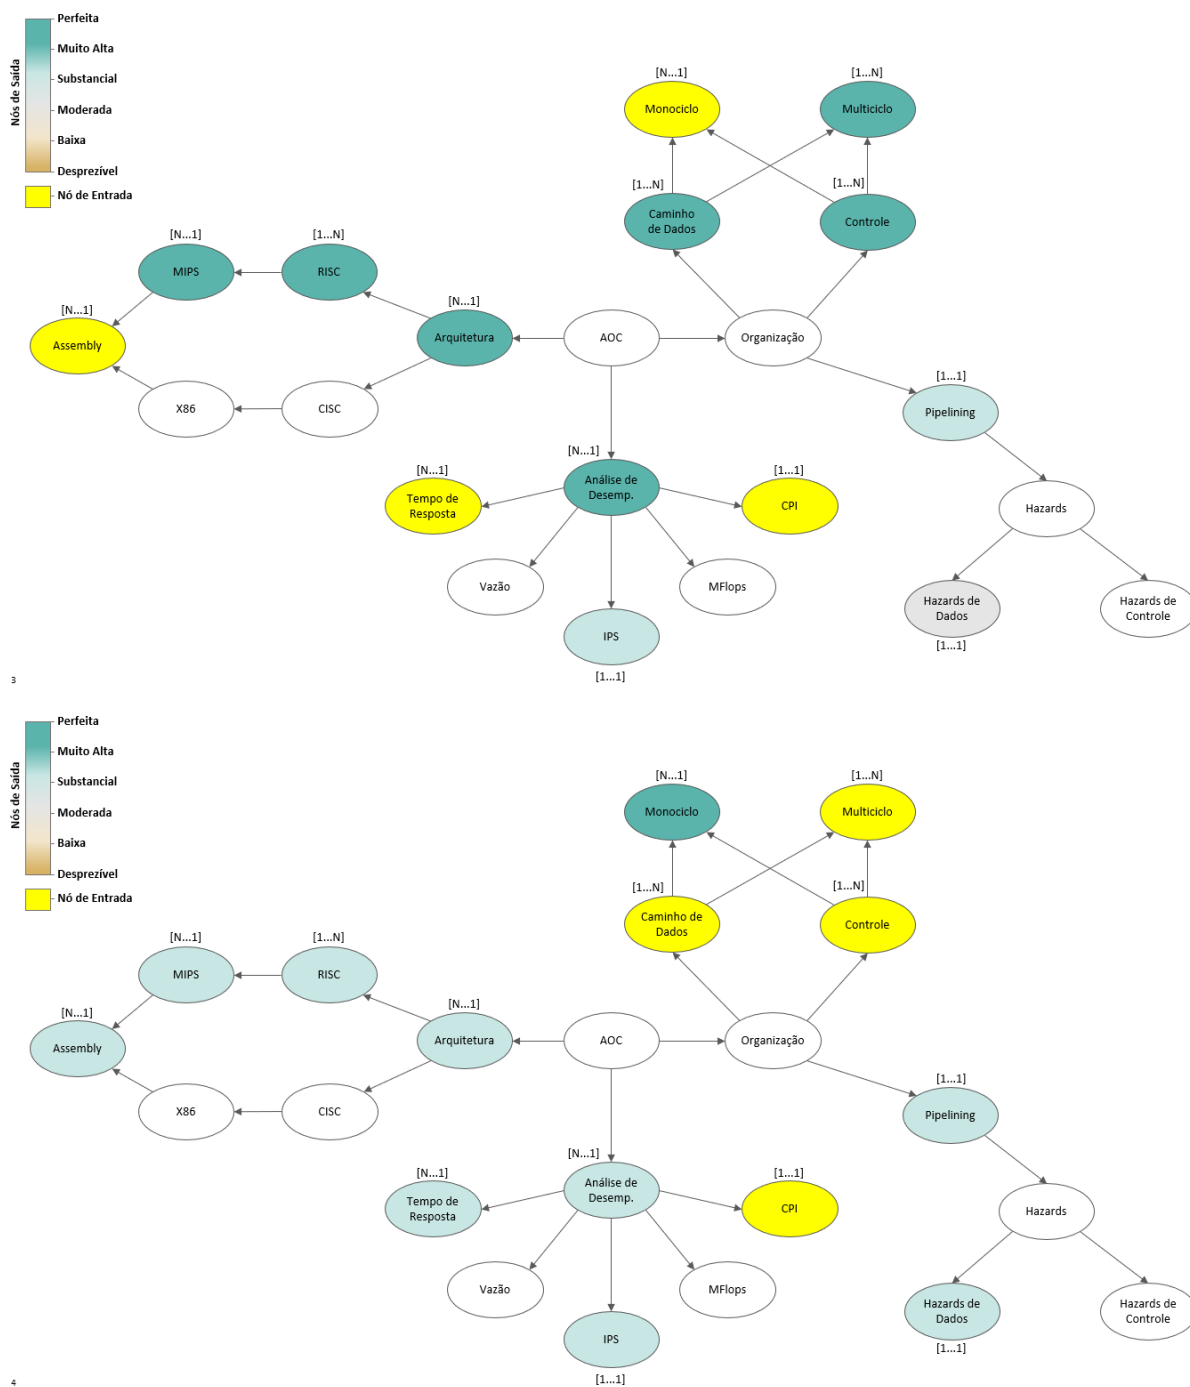 Nós de Saída
Perfeita
Muito Alta
Substancial
Moderada
Baixa
Desprezível
Nó de Entrada
[N...1]
Monociclo
[1...N]
Multiciclo
[1...N]
Caminho
de Dados
[1...N]
Controle
[N...1]
MIPS
[1...N]
RISC
[N...1]
Assembly
[N...1]
Arquitetura
AOC
Organização
X86
CISC
[1...1]
Pipelining
[N...1]
Análise de
Desemp.
[N...1]
Tempo de
Resposta
[1...1]
CPI
Hazards
Vazão
MFlops
IPS
[1...1]
Hazards de
Dados
[1...1]
Hazards de
Controle
3
Nós de Saída
Perfeita
Muito Alta
Substancial
Moderada
Baixa
Desprezível
Nó de Entrada
[N...1]
Monociclo
[1...N]
Multiciclo
[1...N]
Caminho de
Dados
[1...N]
Controle
[N...1]
MIPS
[1...N]
RISC
[N...1]
Assembly
[N...1]
Arquitetura
AOC
Organização
X86
CISC
[1...1]
Pipelining
[N...1]
Análise de
Desemp.
[N...1]
Tempo de
Resposta
[1...1]
CPI
Hazards
Vazão
MFlops
IPS
[1...1]
Hazards de
Dados
[1...1]
Hazards de
Controle
4